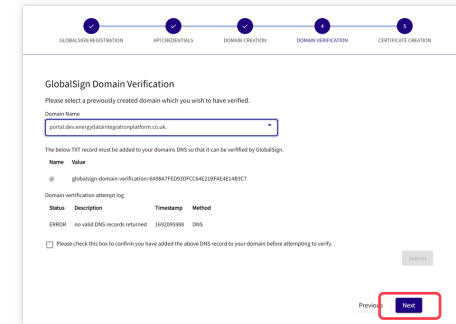 4
5
GLOBALSIGN REGISTRATION
API CREDENTIALS
DOMAIN CREATION
DOMAIN VERIFICATION
CERTIFICATE CREATION
GlobalSign Domain Verification
Please select a previously created domain which you wish to have verified.
Domain Name
portal.dev.energydataintegrationplatform.co.uk.
The below TXT record must be added to your domains DNS so that it can be verfified by GlobalSign.
Name Value
@ globalsign-domain-verification=6A98A7FED93DFCC64E21BFAE4E14B3C7
Domain vertification attempt log
Status Description Timestamp Method
ERROR no valid DNS records returned 1692095988 DNS
Please check this box to confirm you have added the above DNS record to your domain before attempting to verify.
Submit
Previous Next